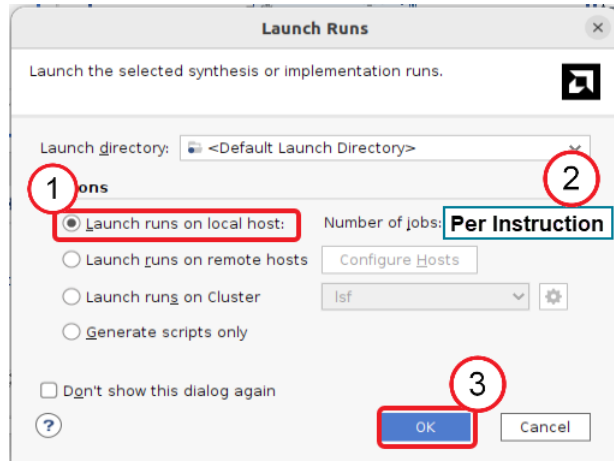 Launch Runs
Launch the selected synthesis or implementation runs.
Launch directory: <Default Launch Directory>
1 ons 2
Launch runs on local host: Number of jobs: Per Instruction
Launch runs on remote hosts Configure Hosts
Launch runs on Cluster lsf
Generate scripts only
Don't show this dialog again 3
? OK Cancel